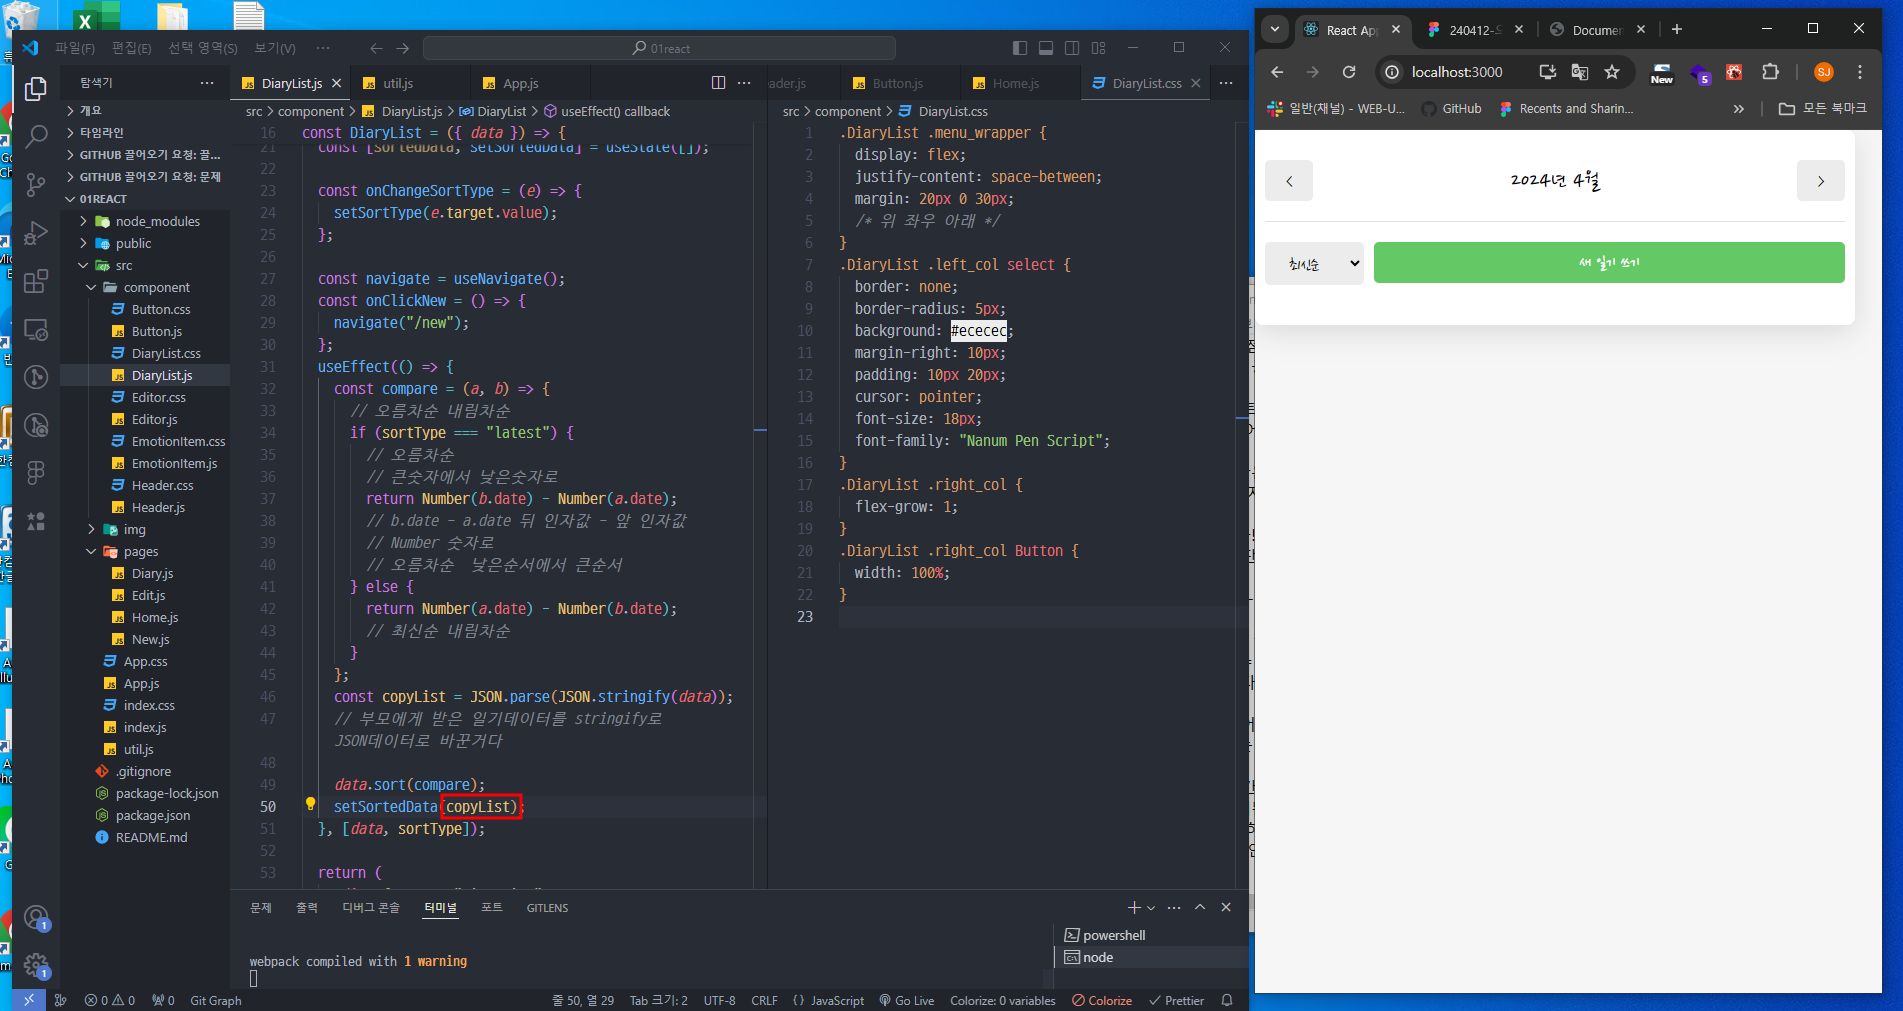 파일(F) 편집(E) 선택 영역(S) 보기(V) ··· 01react
탐색기 ···
개요
타임라인
GITHUB 끌어오기 요청: 끌...
GITHUB 끌어오기 요청: 문제
01REACT
node_modules
public
src
component
Button.css
Button.js
DiaryList.css
DiaryList.js
Editor.css
Editor.js
EmotionItem.css
EmotionItem.js
Header.css
Header.js
img
pages
Diary.js
Edit.js
Home.js
New.js
App.css
App.js
index.css
index.js
util.js
.gitignore
package-lock.json
package.json
README.md
DiaryList.js util.js App.js
src > component > DiaryList.js > DiaryList > useEffect() callback
16 const DiaryList = ({ data }) => {
21 const [sortedData, setSortedData] = useState([]);
22
23 const onChangeSortType = (e) => {
24 setSortType(e.target.value);
25 };
26
27 const navigate = useNavigate();
28 const onClickNew = () => {
29 navigate("/new");
30 };
31 useEffect(() => {
32 const compare = (a, b) => {
33 // 오름차순 내림차순
34 if (sortType === "latest") {
35 // 오름차순
36 // 큰숫자에서 낮은숫자로
37 return Number(b.date) - Number(a.date);
38 // b.date - a.date 뒤 인자값 - 앞 인자값
39 // Number 숫자로
40 // 오름차순 낮은순서에서 큰순서
41 } else {
42 return Number(a.date) - Number(b.date);
43 // 최신순 내림차순
44 }
45 };
46 const copyList = JSON.parse(JSON.stringify(data));
47 // 부모에게 받은 일기데이터를 stringify로
JSON데이터로 바꾼거다
48
49 data.sort(compare);
50 setSortedData(copyList);
51 }, [data, sortType]);
52
53 return (
eader.js Button.js Home.js DiaryList.css
src > component > DiaryList.css
1 .DiaryList .menu_wrapper {
2 display: flex;
3 justify-content: space-between;
4 margin: 20px 0 30px;
5 /* 위 좌우 아래 */
6 }
7 .DiaryList .left_col select {
8 border: none;
9 border-radius: 5px;
10 background: #ececec;
11 margin-right: 10px;
12 padding: 10px 20px;
13 cursor: pointer;
14 font-size: 18px;
15 font-family: "Nanum Pen Script";
16 }
17 .DiaryList .right_col {
18 flex-grow: 1;
19 }
20 .DiaryList .right_col Button {
21 width: 100%;
22 }
23
문제 출력 디버그 콘솔 터미널 포트 GITLENS
webpack compiled with 1 warning
powershell
node
0 0 0 Git Graph 줄 50, 열 29 Tab 크기: 2 UTF-8 CRLF {} JavaScript Go Live Colorize: 0 variables Colorize Prettier
React Ap 240412-오 Documen
localhost:3000 New 5 SJ
일반(채널) - WEB-U... GitHub Recents and Sharin... » 모든 북마크
< 2024년 4월 >
최신순 새 일기 쓰기